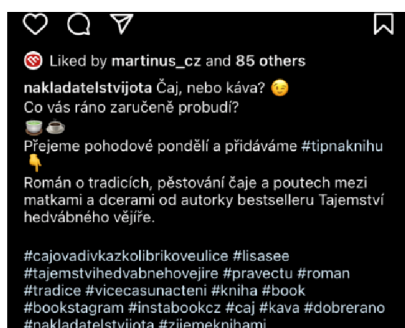 Liked by martinus_cz and 85 others
nakladatelstvijota Čaj, nebo káva? 😉
Co vás ráno zaručeně probudí?
🍵☕
Přejeme pohodové pondělí a přidáváme #tipnaknihu
👇
Román o tradicích, pěstování čaje a poutech mezi
matkami a dcerami od autorky bestselleru Tajemství
hedvábného vějíře.
#cajovadivkazkolibrikoveulice #lisasee
#tajemstvihedvabnehovejire #pravectu #roman
#tradice #vicecasunacteni #kniha #book
#bookstagram #instabookcz #caj #kava #dobrerano
#nakladatelstvijota #zijemeknihami